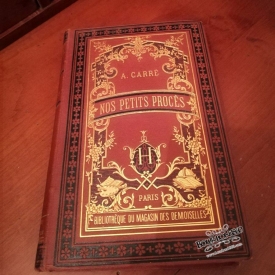 A. CARRÉ
NOS PETITS PROCÈS
H
PARIS
BIBLIOTHÈQUE DU MAGASIN DES DEMOISELLES